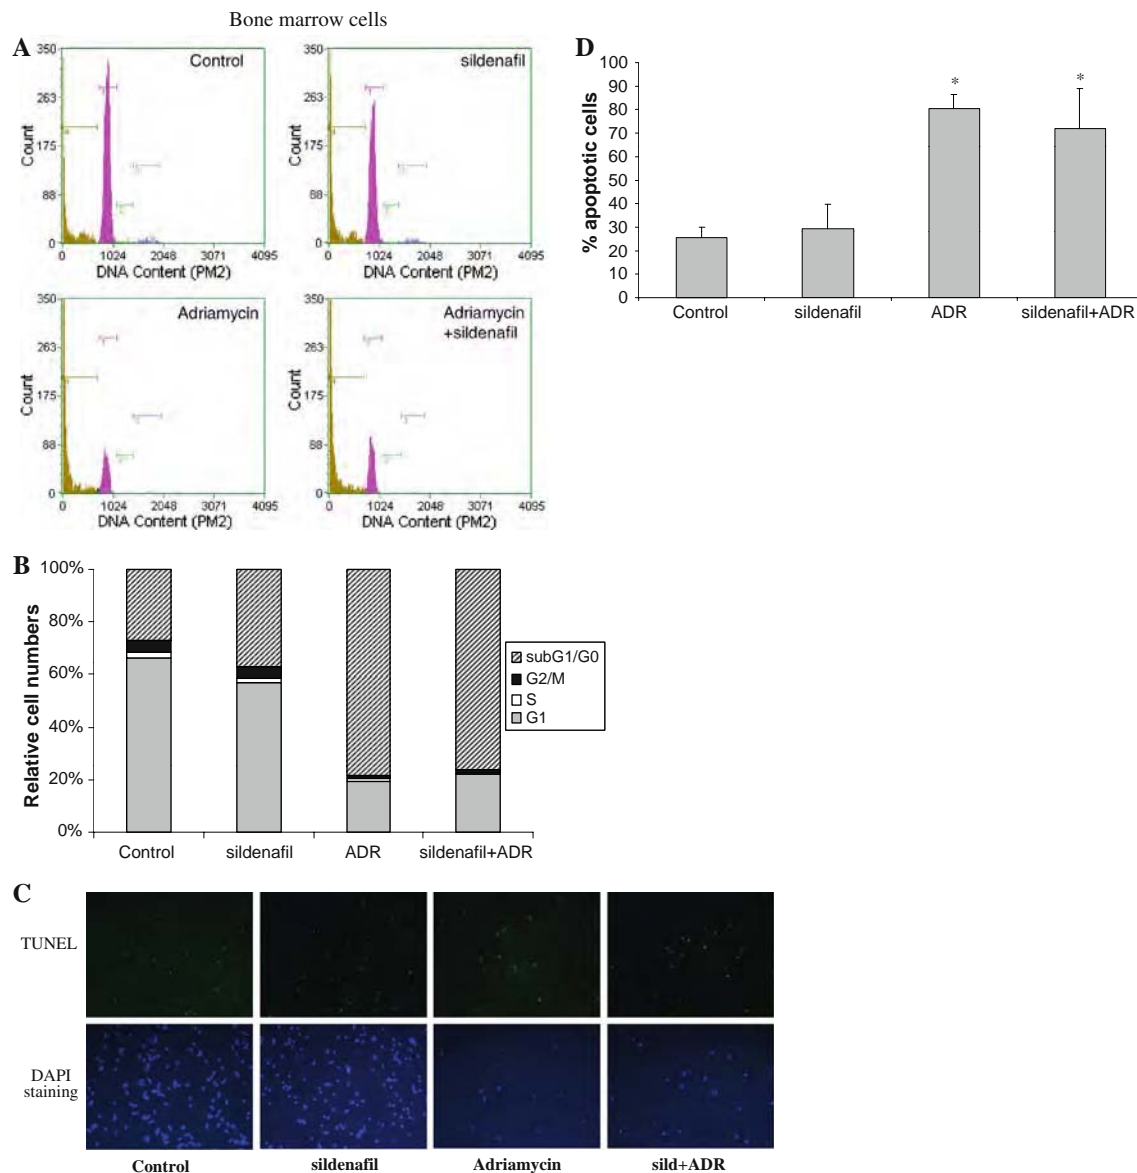 Bone marrow cells
A
350
263
175
88
0
Count
Control
0 1024 2048 3071 4095
DNA Content (PM2)
350
263
175
88
0
Count
sildenafil
0 1024 2048 3071 4095
DNA Content (PM2)
350
263
175
88
0
Count
Adriamycin
0 1024 2048 3071 4095
DNA Content (PM2)
350
263
175
88
0
Count
Adriamycin
+sildenafil
0 1024 2048 3071 4095
DNA Content (PM2)
B
100%
80%
60%
40%
20%
0%
Relative cell numbers
subG1/G0
G2/M
S
G1
Control sildenafil ADR sildenafil+ADR
C
TUNEL
DAPI
staining
Control sildenafil Adriamycin sild+ADR
D
100
90
80
70
60
50
40
30
20
10
0
% apoptotic cells
* *
Control sildenafil ADR sildenafil+ADR